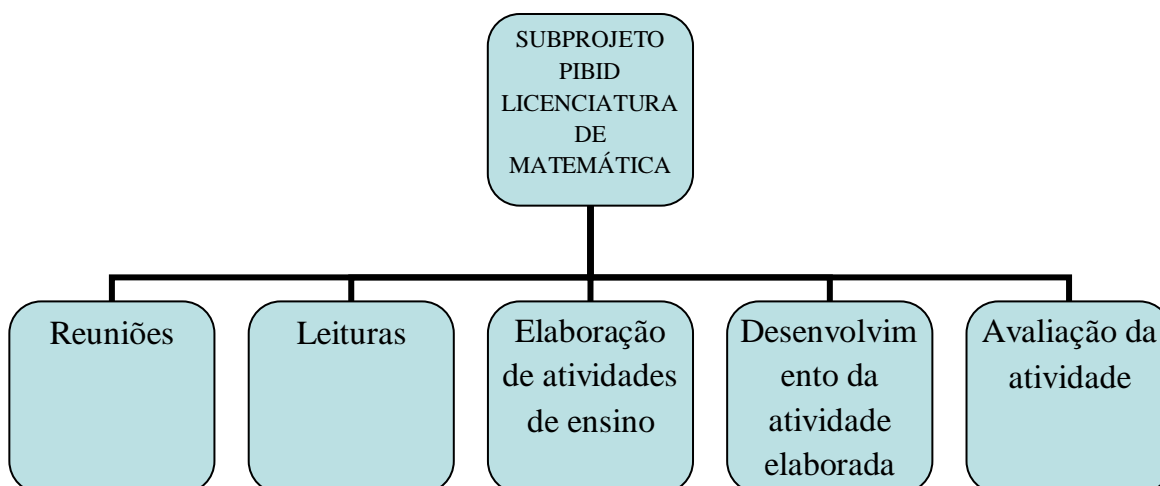 SUBPROJETO
PIBID
LICENCIATURA
DE
MATEMÁTICA
Reuniões
Leituras
Elaboração
de atividades
de ensino
Desenvolvim
ento da
atividade
elaborada
Avaliação da
atividade